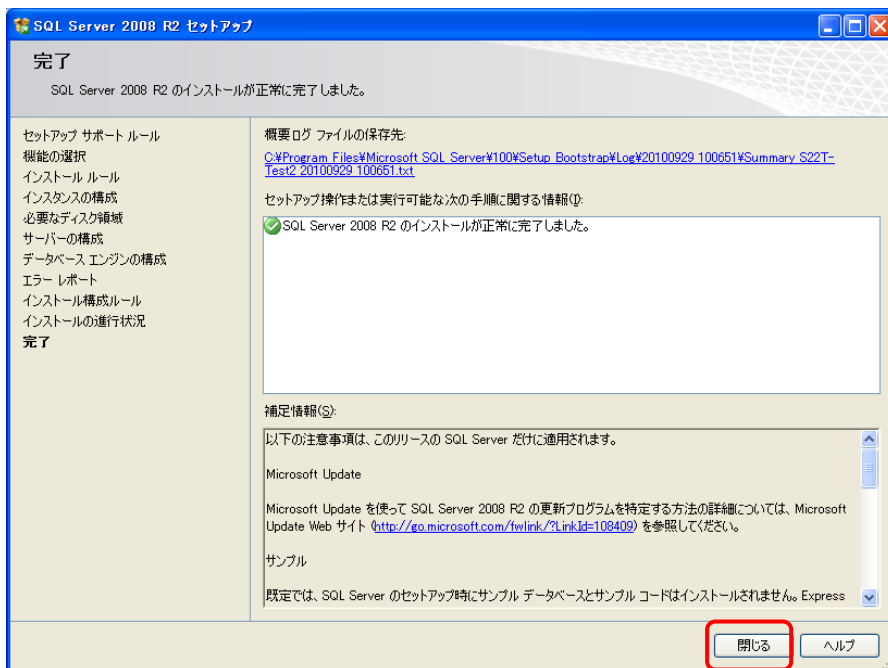 SQL Server 2008 R2 セットアップ
完了
SQL Server 2008 R2 のインストールが正常に完了しました。
セットアップ サポート ルール
機能の選択
インストール ルール
インスタンスの構成
必要なディスク領域
サーバーの構成
データベース エンジンの構成
エラー レポート
インストール構成ルール
インストールの進行状況
完了
概要ログ ファイルの保存先:
C:¥Program Files¥Microsoft SQL Server¥100¥Setup Bootstrap¥Log¥20100929_100651¥Summary_S22T-
Test2_20100929_100651.txt
セットアップ操作または実行可能な次の手順に関する情報(I):
SQL Server 2008 R2 のインストールが正常に完了しました。
補足情報(S):
以下の注意事項は、このリリースの SQL Server だけに適用されます。
Microsoft Update
Microsoft Update を使って SQL Server 2008 R2 の更新プログラムを特定する方法の詳細については、Microsoft
Update Web サイト (http://go.microsoft.com/fwlink/?LinkId=108409) を参照してください。
サンプル
既定では、SQL Server のセットアップ時にサンプル データベースとサンプル コードはインストールされません。Express
閉じる
ヘルプ